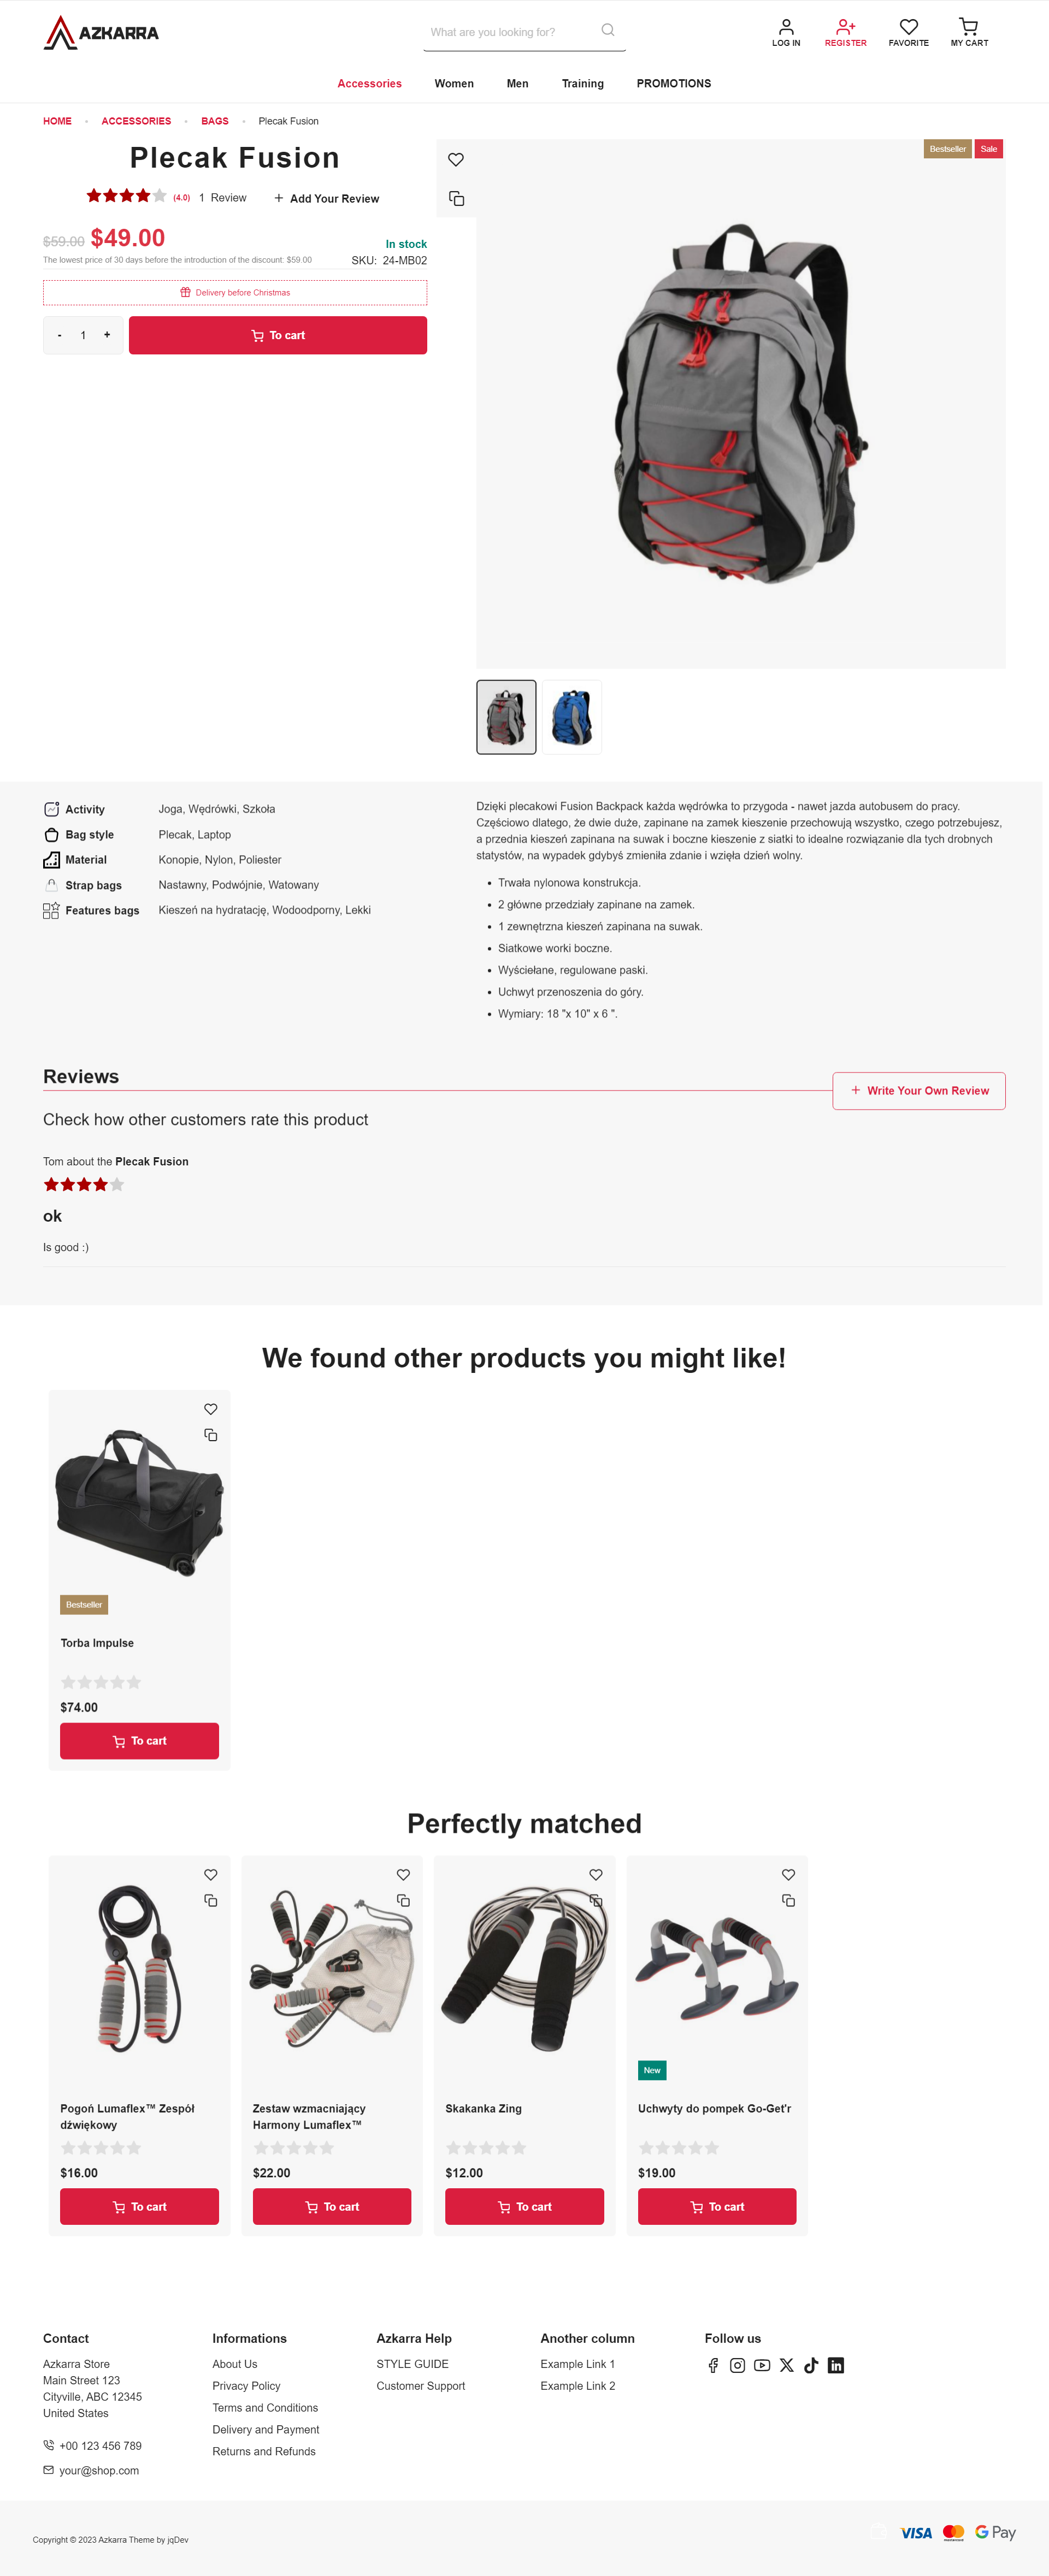 AZKARRA
What are you looking for?
LOG IN
REGISTER
FAVORITE
MY CART
Accessories
Women
Men
Training
PROMOTIONS
HOME
ACCESSORIES
BAGS
Plecak Fusion
Plecak Fusion
(4.0) 1 Review
Add Your Review
$59.00 $49.00
The lowest price of 30 days before the introduction of the discount: $59.00
In stock
SKU: 24-MB02
Delivery before Christmas
- 1 +
To cart
Bestseller
Sale
Activity Joga, Wędrówki, Szkoła
Bag style Plecak, Laptop
Material Konopie, Nylon, Poliester
Strap bags Nastawny, Podwójnie, Watowany
Features bags Kieszeń na hydratację, Wodoodporny, Lekki
Dzięki plecakowi Fusion Backpack każda wędrówka to przygoda - nawet jazda autobusem do pracy.
Częściowo dlatego, że dwie duże, zapinane na zamek kieszenie przechowują wszystko, czego potrzebujesz,
a przednia kieszeń zapinana na suwak i boczne kieszenie z siatki to idealne rozwiązanie dla tych drobnych
statystów, na wypadek gdybyś zmieniła zdanie i wzięła dzień wolny.
Trwała nylonowa konstrukcja.
2 główne przedziały zapinane na zamek.
1 zewnętrzna kieszeń zapinana na suwak.
Siatkowe worki boczne.
Wyściełane, regulowane paski.
Uchwyt przenoszenia do góry.
Wymiary: 18 "x 10" x 6 ".
Reviews
Write Your Own Review
Check how other customers rate this product
Tom about the Plecak Fusion
ok
Is good :)
We found other products you might like!
Bestseller
Torba Impulse
$74.00
To cart
Perfectly matched
Pogoń Lumaflex™ Zespół
dźwiękowy
$16.00
To cart
Zestaw wzmacniający
Harmony Lumaflex™
$22.00
To cart
Skakanka Zing
$12.00
To cart
New
Uchwyty do pompek Go-Get'r
$19.00
To cart
Contact
Azkarra Store
Main Street 123
Cityville, ABC 12345
United States
+00 123 456 789
your@shop.com
Informations
About Us
Privacy Policy
Terms and Conditions
Delivery and Payment
Returns and Refunds
Azkarra Help
STYLE GUIDE
Customer Support
Another column
Example Link 1
Example Link 2
Follow us
Copyright © 2023 Azkarra Theme by jqDev
VISA
G Pay